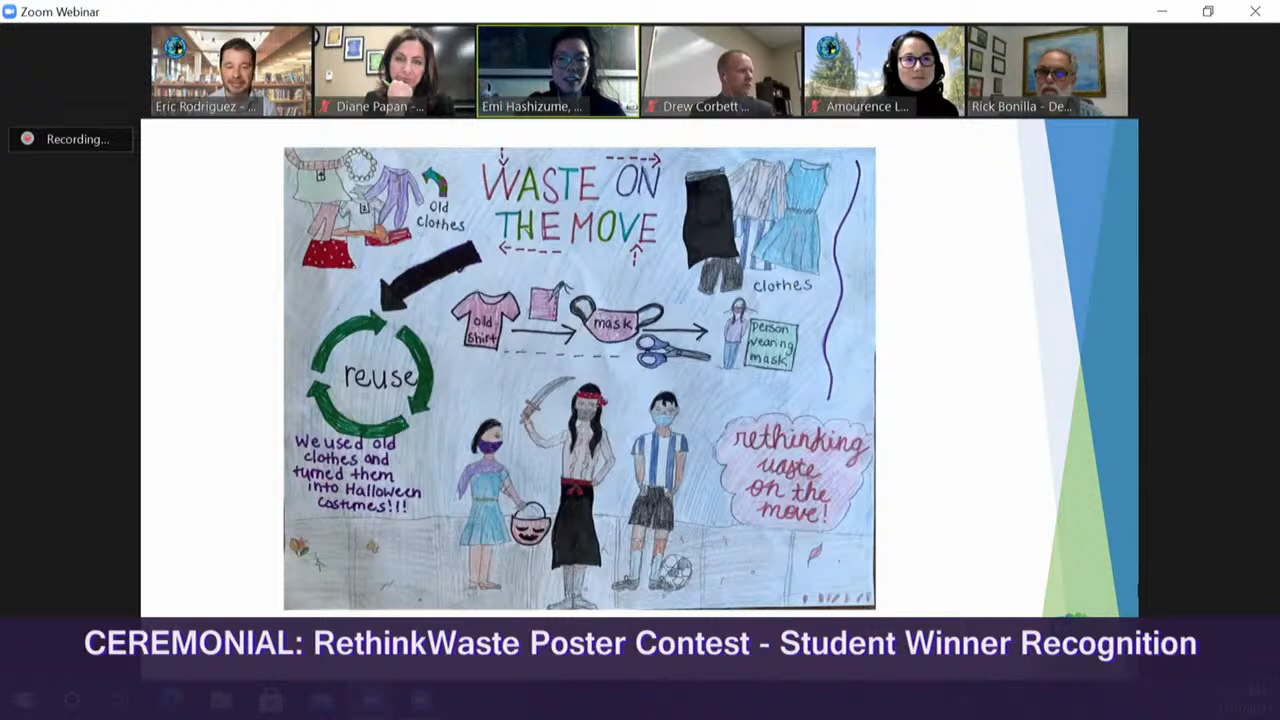 Zoom Webinar
Eric Rodriguez - ...
Diane Papan -...
Emi Hashizume, ...
Drew Corbett ...
Amourence L...
Rick Bonilla - De...
Recording...
WASTE ON
THE MOVE
old
clothes
clothes
old
shirt
mask
person
wearing
mask
reuse
We used old
clothes and
turned them
into Halloween
costumes!!!
rethinking
waste
on the
move!
CEREMONIAL: RethinkWaste Poster Contest - Student Winner Recognition